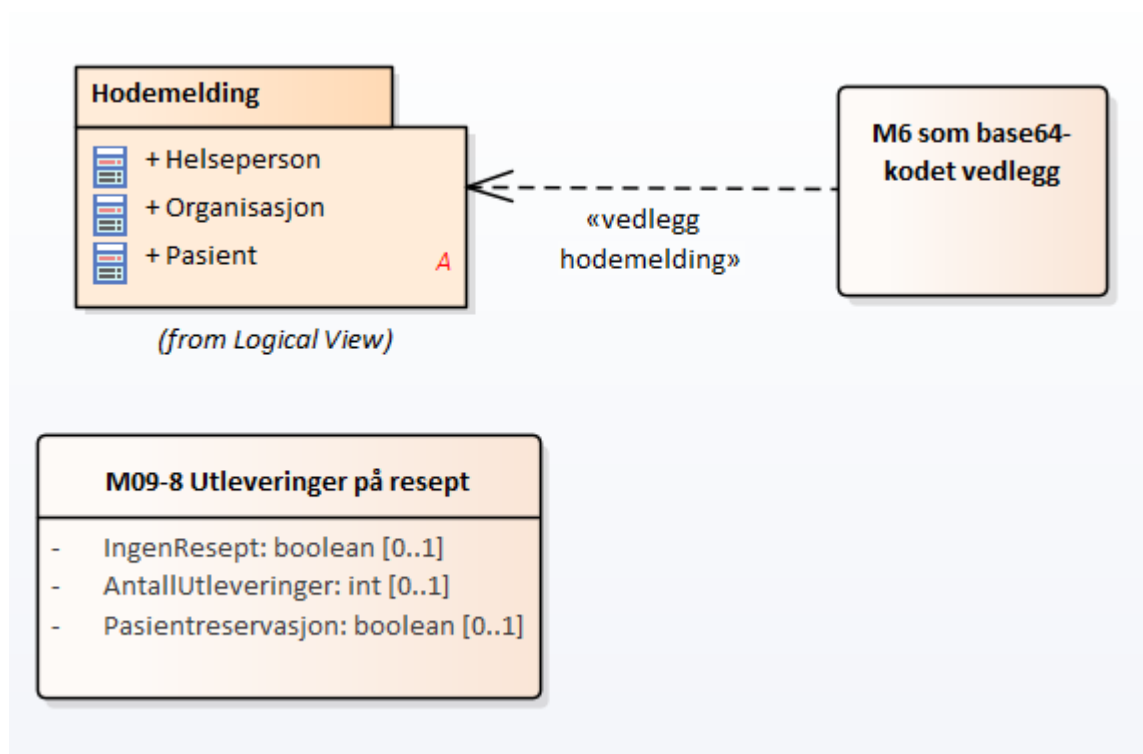 Hodemelding
+ Helseperson
+ Organisasjon
+ Pasient
A
(from Logical View)
«vedlegg
hodemelding»
M6 som base64-
kodet vedlegg
M09-8 Utleveringer på resept
- IngenResept: boolean [0..1]
- AntallUtleveringer: int [0..1]
- Pasientreservasjon: boolean [0..1]